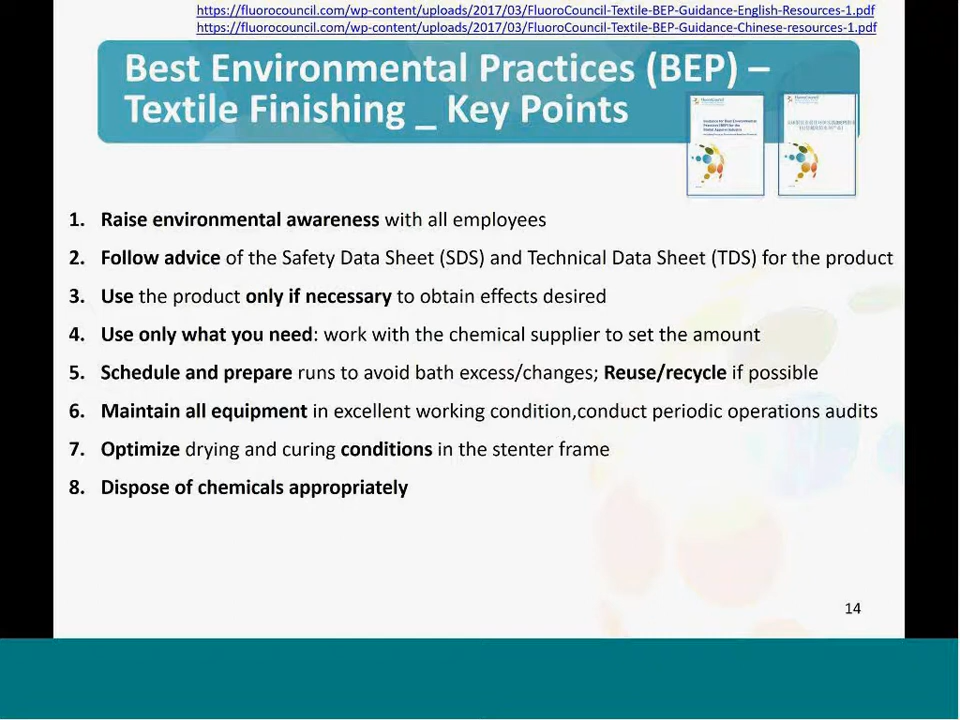 https://fluorocouncil.com/wp-content/uploads/2017/03/FluoroCouncil-Textile-BEP-Guidance-English-Resources-1.pdf
https://fluorocouncil.com/wp-content/uploads/2017/03/FluoroCouncil-Textile-BEP-Guidance-Chinese-resources-1.pdf
Best Environmental Practices (BEP) –
Textile Finishing _ Key Points
1. Raise environmental awareness with all employees
2. Follow advice of the Safety Data Sheet (SDS) and Technical Data Sheet (TDS) for the product
3. Use the product only if necessary to obtain effects desired
4. Use only what you need: work with the chemical supplier to set the amount
5. Schedule and prepare runs to avoid bath excess/changes; Reuse/recycle if possible
6. Maintain all equipment in excellent working condition,conduct periodic operations audits
7. Optimize drying and curing conditions in the stenter frame
8. Dispose of chemicals appropriately
14